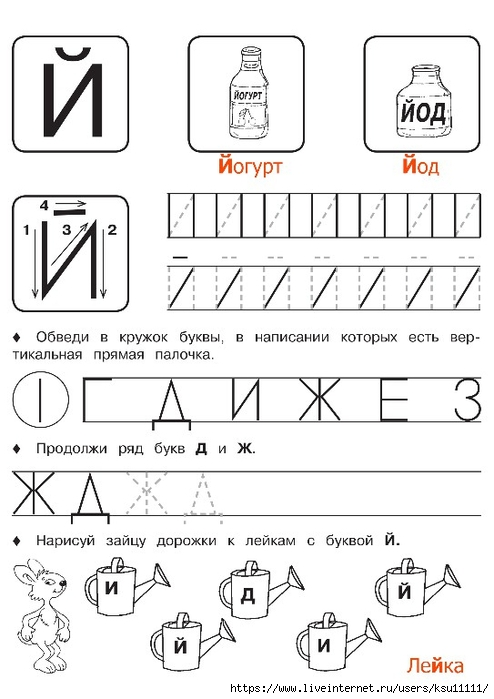 Й
ЙОГУРТ
ЙОД
Йогурт
Йод
4
1 3 2
Й
♦ Обведи в кружок буквы, в написании которых есть вер-
тикальная прямая палочка.
Г Д И Ж Е З
♦ Продолжи ряд букв Д и Ж.
Ж Д Ж Д
♦ Нарисуй зайцу дорожки к лейкам с буквой Й.
И Д Й
Й И
Лейка
https://www.liveinternet.ru/users/ksu11111/